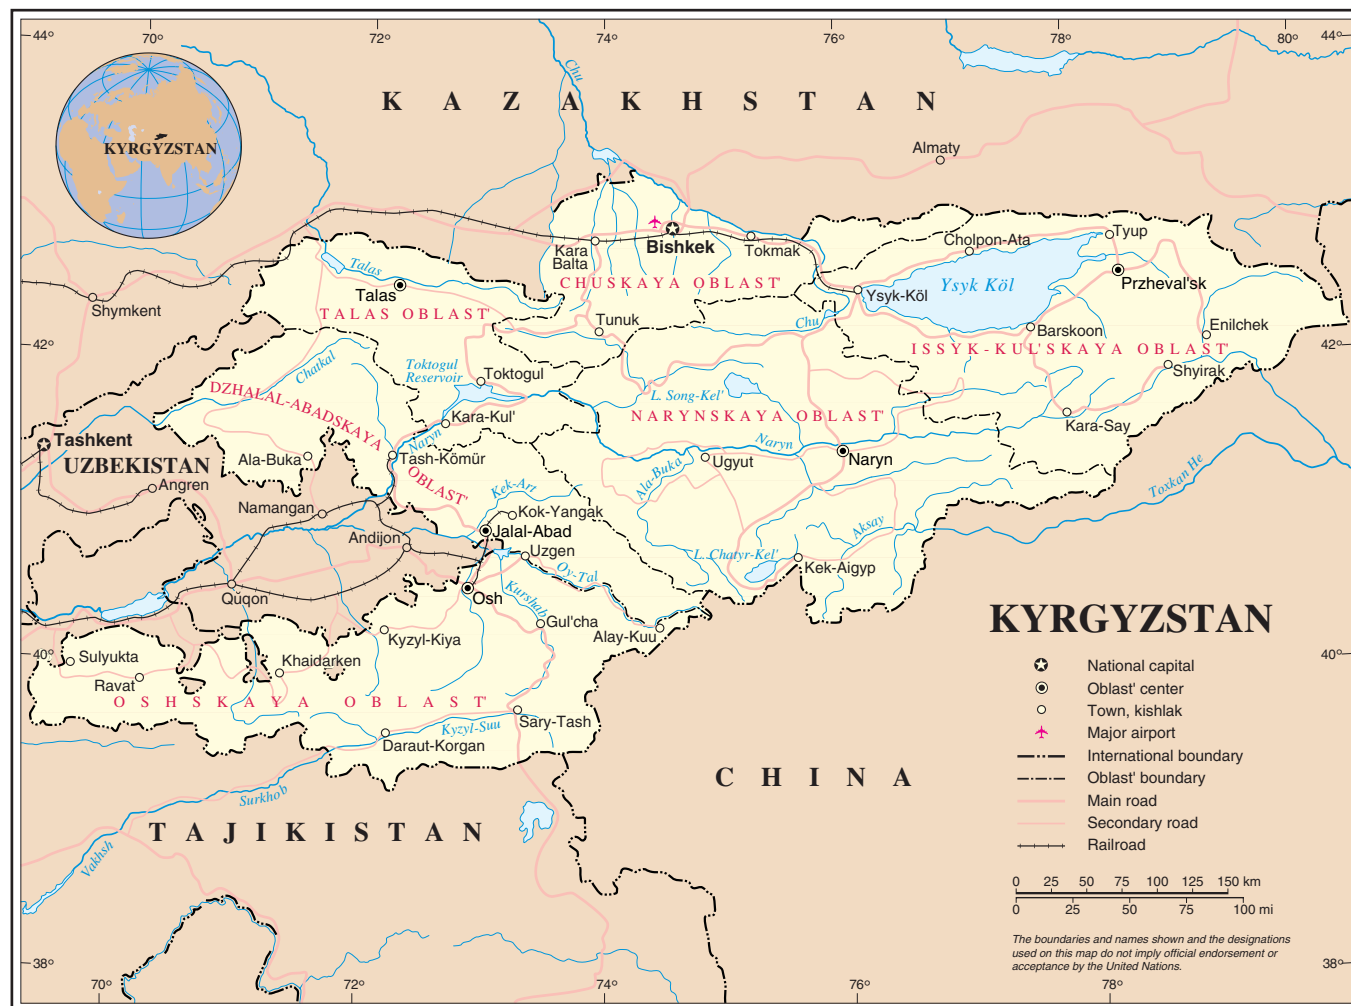 44°
70°
72°
74°
76°
78°
80°
44°
KAZAKHSTAN
Chu
KYRGYZSTAN
Almaty
Bishkek
Kara
Balta
Tokmak
Cholpon-Ata
Tyup
Talas
Talas
CHUSKAYA OBLAST'
Ysyk Köl
Przheval'sk
Ysyk-Köl
Shymkent
TALAS OBLAST'
Tunuk
Chu
Barskoon
Enilchek
42°
42°
ISSYK-KUL'SKAYA OBLAST'
Chatkal
Toktogul
Reservoir
Toktogul
Shyirak
DZHALAL-ABADSKAYA
OBLAST'
L. Song-Kel'
NARYNSKAYA OBLAST'
Kara-Kul'
Kara-Say
Naryn
Tashkent
UZBEKISTAN
Ala-Buka
Tash-Kömür
Ala-Buka
Ugyut
Naryn
Naryn
Toxkan He
Angren
Kek-Art
Namangan
Kok-Yangak
Andijon
Jalal-Abad
Aksay
Uzgen
L. Chatyr-Kel'
Kek-Aigyp
Oy-Tal
Quqon
Osh
Kurshab
Gul'cha
Alay-Kuu
Kyzyl-Kiya
40°
40°
Sulyukta
Khaidarken
Ravat
OSHSKAYA OBLAST'
Sary-Tash
Kyzyl-Suu
Daraut-Korgan
CHINA
Surkhob
TAJIKISTAN
Vakhsh
KYRGYZSTAN
National capital
Oblast' center
Town, kishlak
Major airport
International boundary
Oblast' boundary
Main road
Secondary road
Railroad
0 25 50 75 100 125 150 km
0 25 50 75 100 mi
The boundaries and names shown and the designations
used on this map do not imply official endorsement or
acceptance by the United Nations.
38°
38°
70°
72°
74°
76°
78°